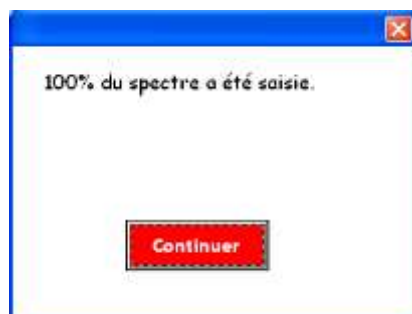 100% du spectre a été saisie.
Continuer